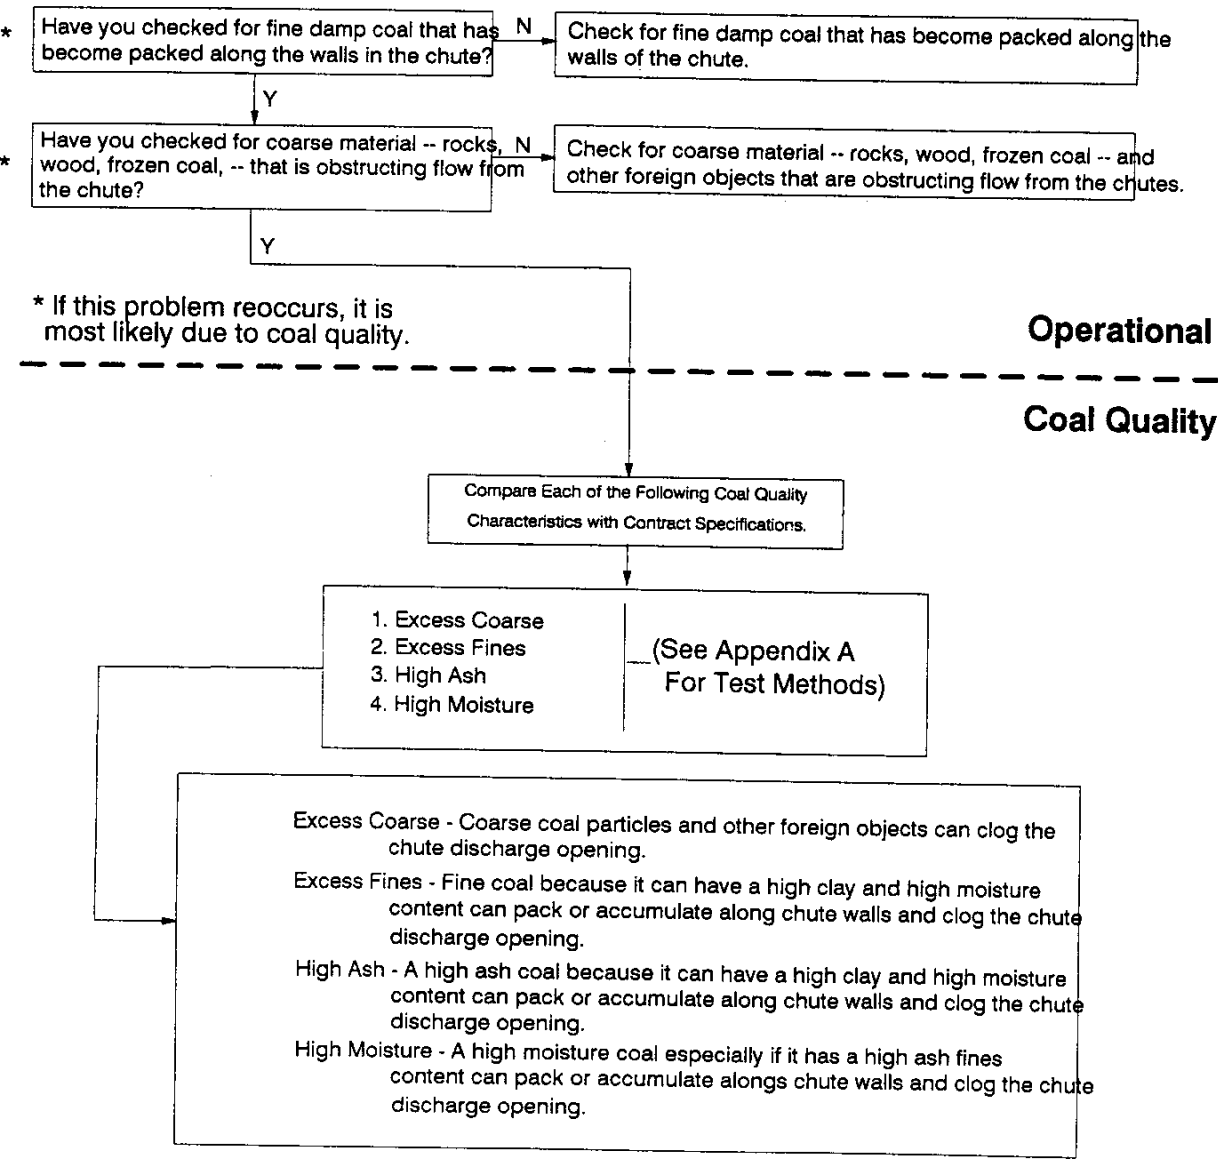 * Have you checked for fine damp coal that has
become packed along the walls in the chute?
N
Check for fine damp coal that has become packed along the
walls of the chute.
Y
Have you checked for coarse material -- rocks,
* wood, frozen coal, -- that is obstructing flow from
the chute?
N
Check for coarse material -- rocks, wood, frozen coal -- and
other foreign objects that are obstructing flow from the chutes.
Y
* If this problem reoccurs, it is
most likely due to coal quality.
Operational
Coal Quality
Compare Each of the Following Coal Quality
Characteristics with Contract Specifications.
1. Excess Coarse
2. Excess Fines
3. High Ash
4. High Moisture
(See Appendix A
For Test Methods)
Excess Coarse - Coarse coal particles and other foreign objects can clog the
chute discharge opening.
Excess Fines - Fine coal because it can have a high clay and high moisture
content can pack or accumulate along chute walls and clog the chute
discharge opening.
High Ash - A high ash coal because it can have a high clay and high moisture
content can pack or accumulate along chute walls and clog the chute
discharge opening.
High Moisture - A high moisture coal especially if it has a high ash fines
content can pack or accumulate alongs chute walls and clog the chute
discharge opening.